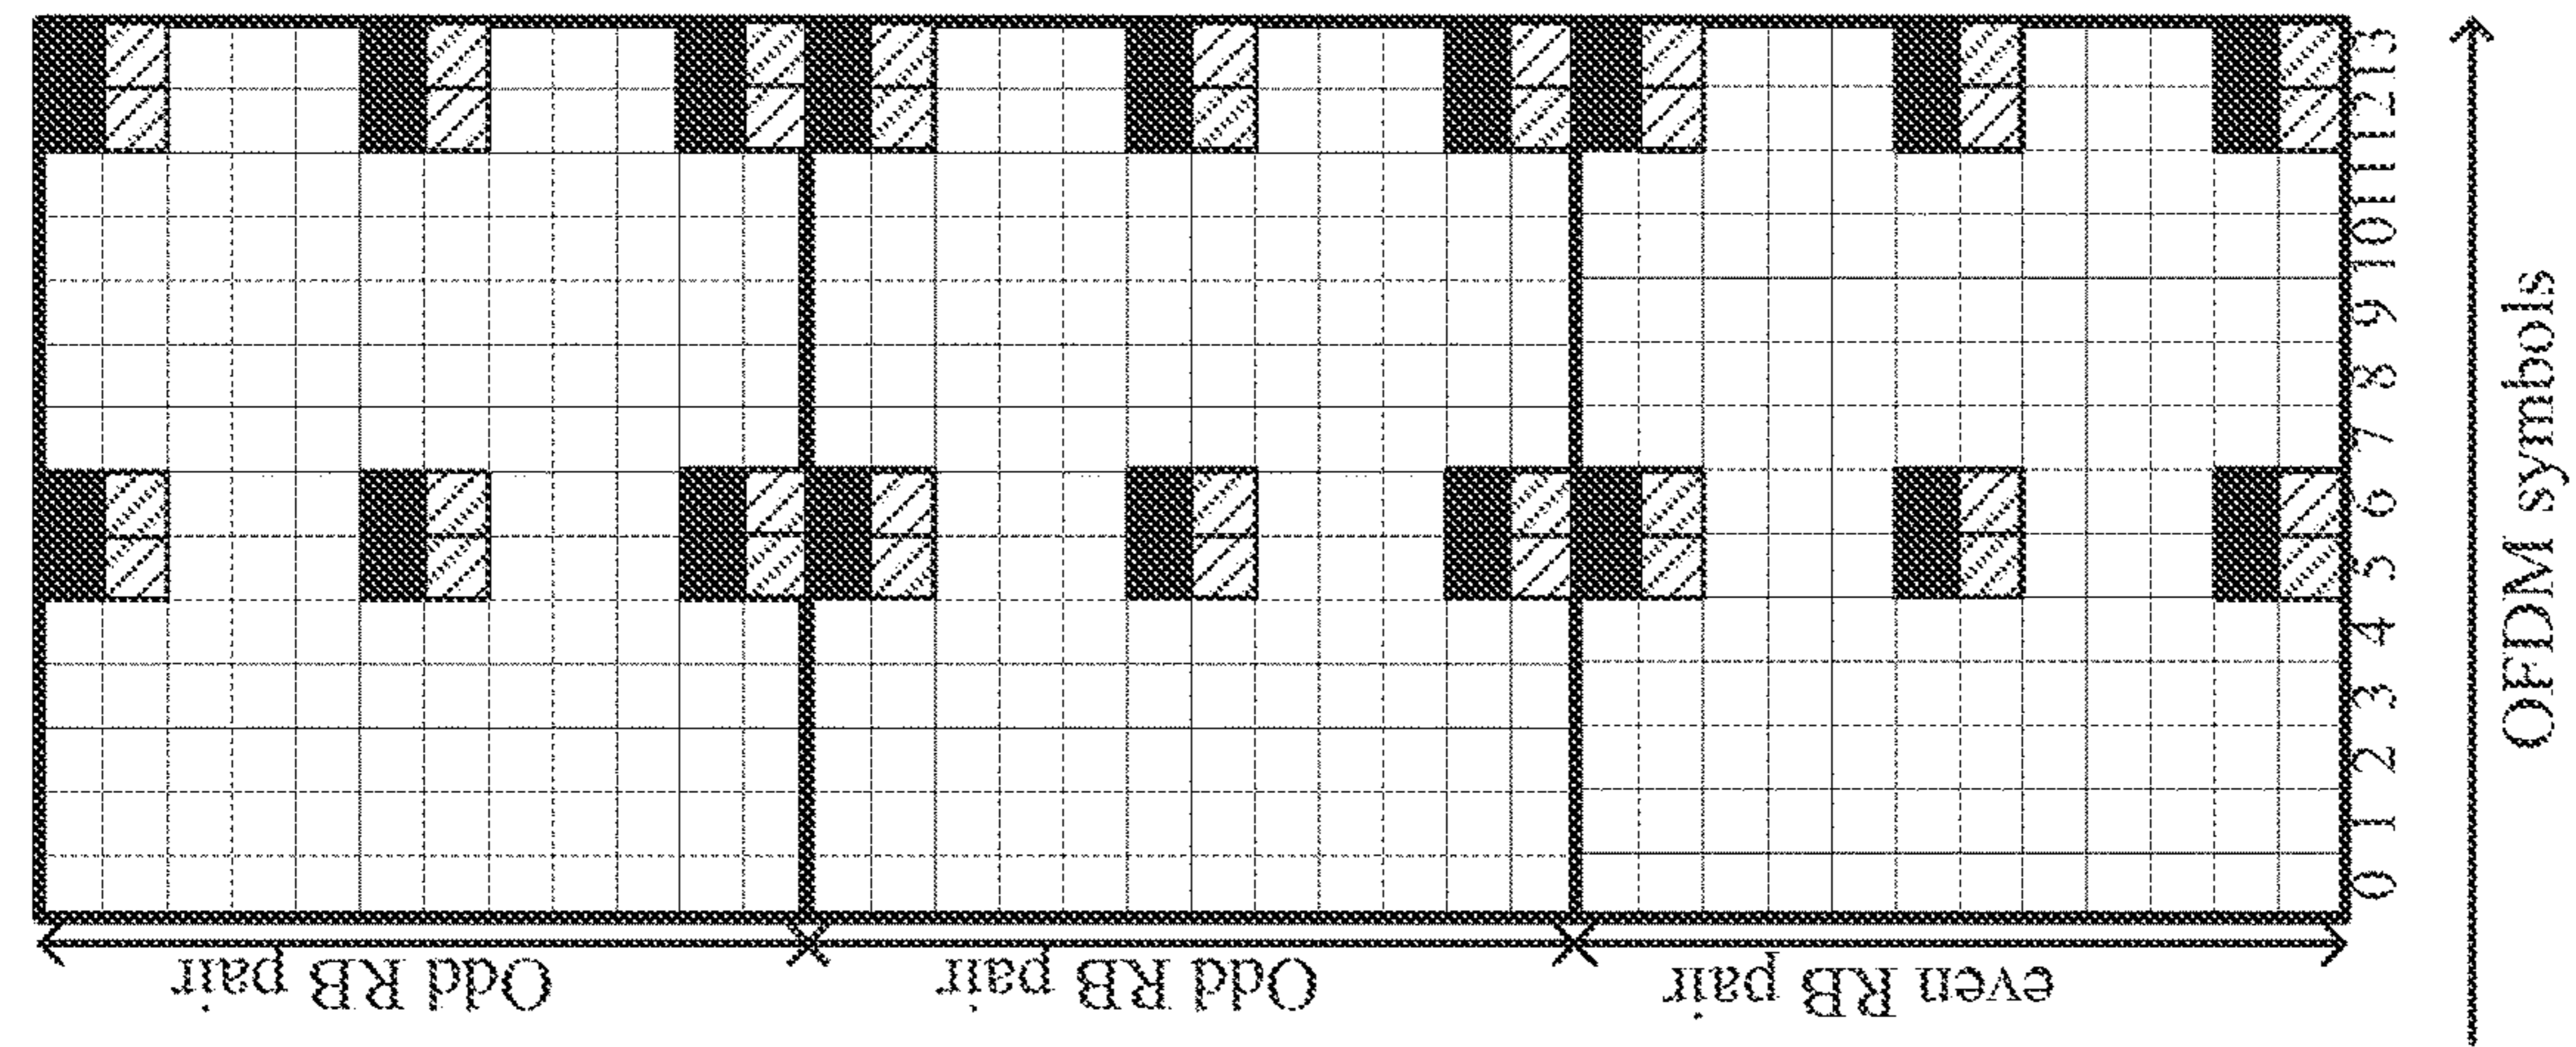 Odd RB pair
Odd RB pair
even RB pair
0 1 2 3 4 5 6 7 8 9 10 11 12 13
OFDM symbols